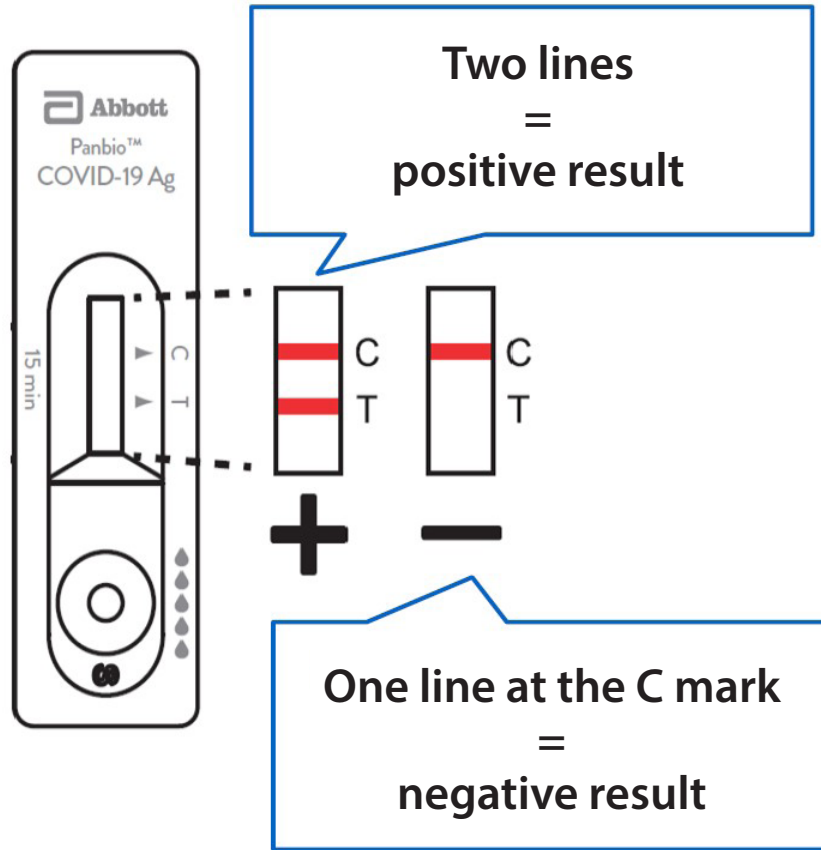 Two lines
=
positive result
Abbott
Panbio™
COVID-19 Ag
15 min
C
T
C
T
C
T
One line at the C mark
=
negative result